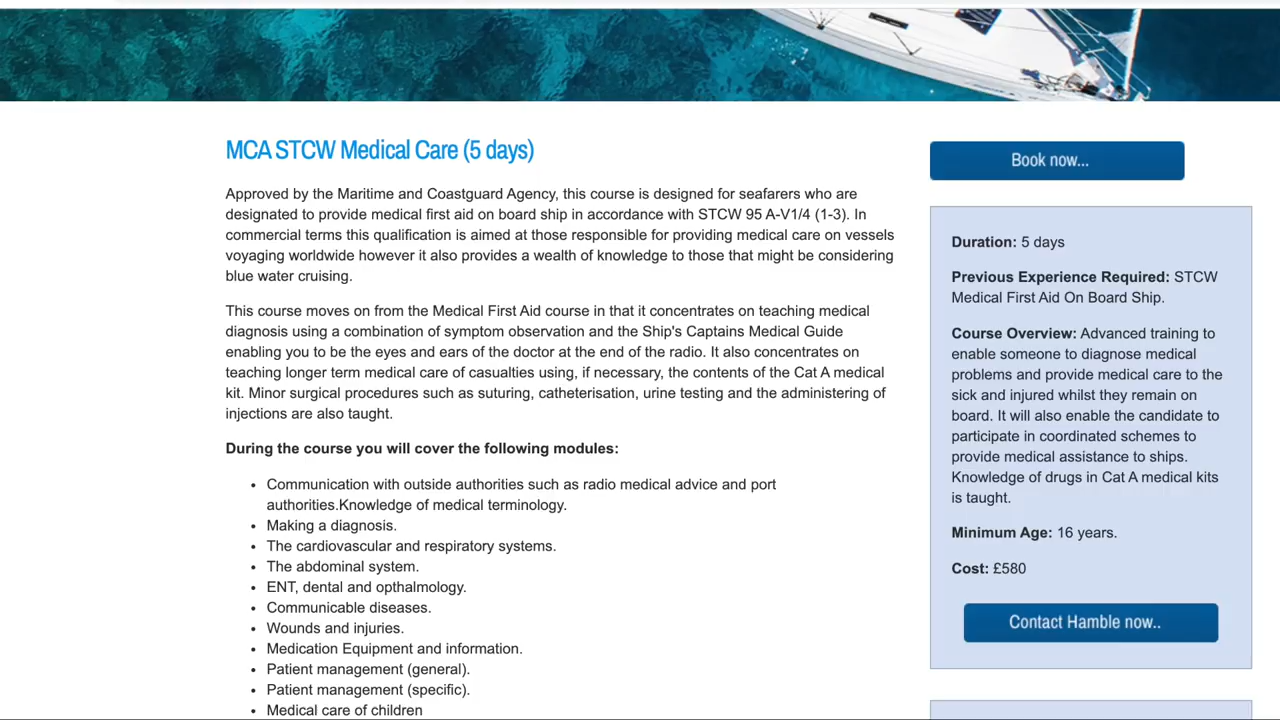 MCA STCW Medical Care (5 days)
Approved by the Maritime and Coastguard Agency, this course is designed for seafarers who are
designated to provide medical first aid on board ship in accordance with STCW 95 A-V1/4 (1-3). In
commercial terms this qualification is aimed at those responsible for providing medical care on vessels
voyaging worldwide however it also provides a wealth of knowledge to those that might be considering
blue water cruising.
This course moves on from the Medical First Aid course in that it concentrates on teaching medical
diagnosis using a combination of symptom observation and the Ship's Captains Medical Guide
enabling you to be the eyes and ears of the doctor at the end of the radio. It also concentrates on
teaching longer term medical care of casualties using, if necessary, the contents of the Cat A medical
kit. Minor surgical procedures such as suturing, catheterisation, urine testing and the administering of
injections are also taught.
During the course you will cover the following modules:
• Communication with outside authorities such as radio medical advice and port
authorities.Knowledge of medical terminology.
• Making a diagnosis.
• The cardiovascular and respiratory systems.
• The abdominal system.
• ENT, dental and opthalmology.
• Communicable diseases.
• Wounds and injuries.
• Medication Equipment and information.
• Patient management (general).
• Patient management (specific).
• Medical care of children
Book now...
Duration: 5 days
Previous Experience Required: STCW
Medical First Aid On Board Ship.
Course Overview: Advanced training to
enable someone to diagnose medical
problems and provide medical care to the
sick and injured whilst they remain on
board. It will also enable the candidate to
participate in coordinated schemes to
provide medical assistance to ships.
Knowledge of drugs in Cat A medical kits
is taught.
Minimum Age: 16 years.
Cost: £580
Contact Hamble now..